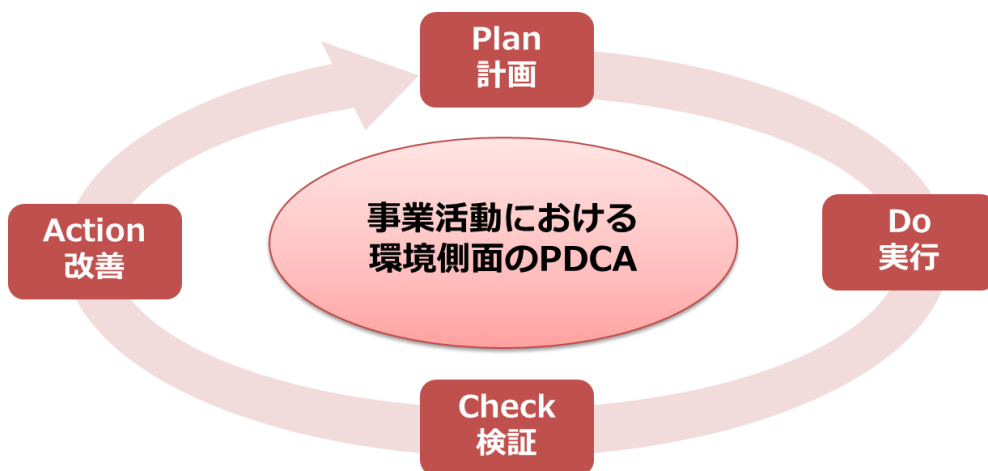 Plan
計画
Do
実行
Check
検証
Action
改善
事業活動における
環境側面のPDCA